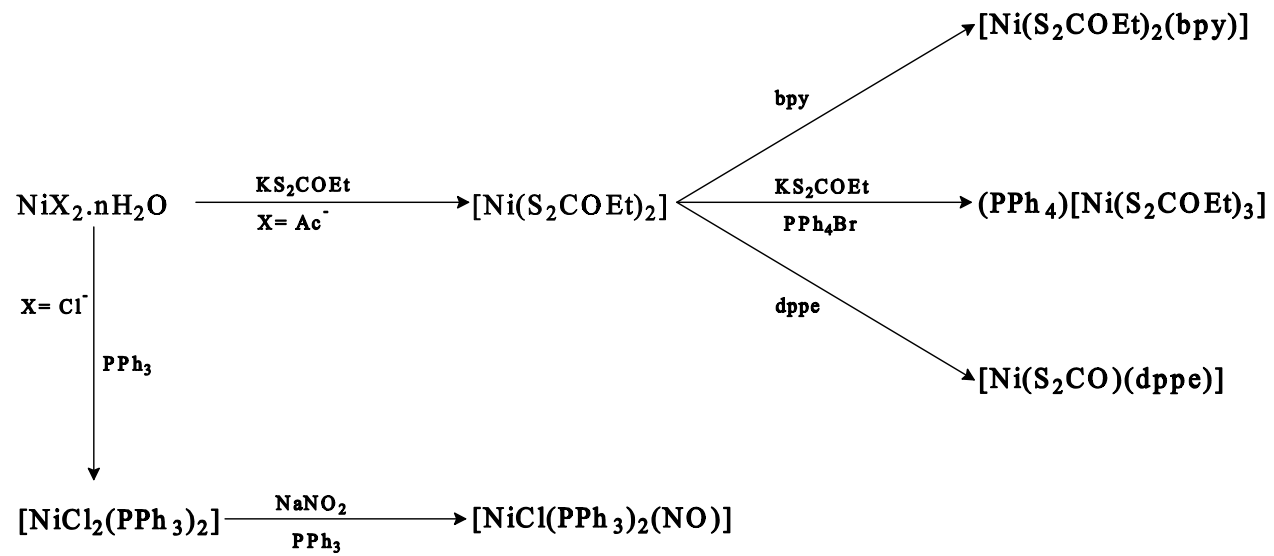 [Ni(S₂COEt)₂(bpy)]
bpy
NiX₂.nH₂O
KS₂COEt
X= Ac⁻
[Ni(S₂COEt)₂]
KS₂COEt
PPh₄Br
(PPh₄)[Ni(S₂COEt)₃]
X= Cl⁻
dppe
PPh₃
[Ni(S₂CO)(dppe)]
[NiCl₂(PPh₃)₂]
NaNO₂
PPh₃
[NiCl(PPh₃)₂(NO)]